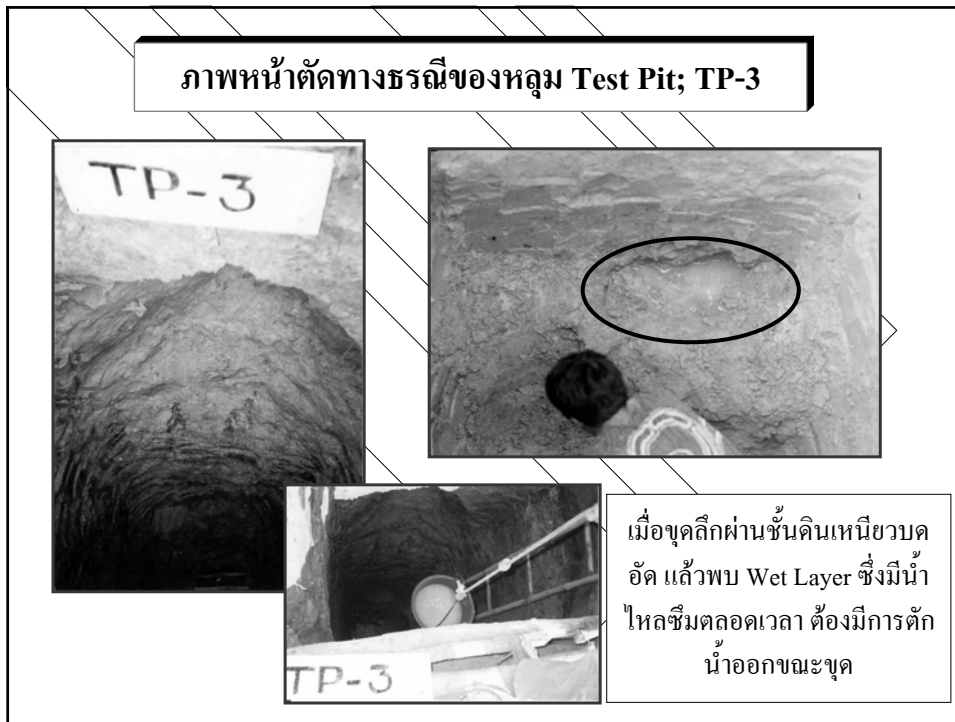 ภาพหน้าตัดทางธรณีของหลุม Test Pit; TP-3
TP-3
TP-3
เมื่อขุดลึกผ่านชั้นดินเหนียวบด
อัด แล้วพบ Wet Layer ซึ่งมีน้ำ
ไหลซึมตลอดเวลา ต้องมีการตัก
น้ำออกขณะขุด